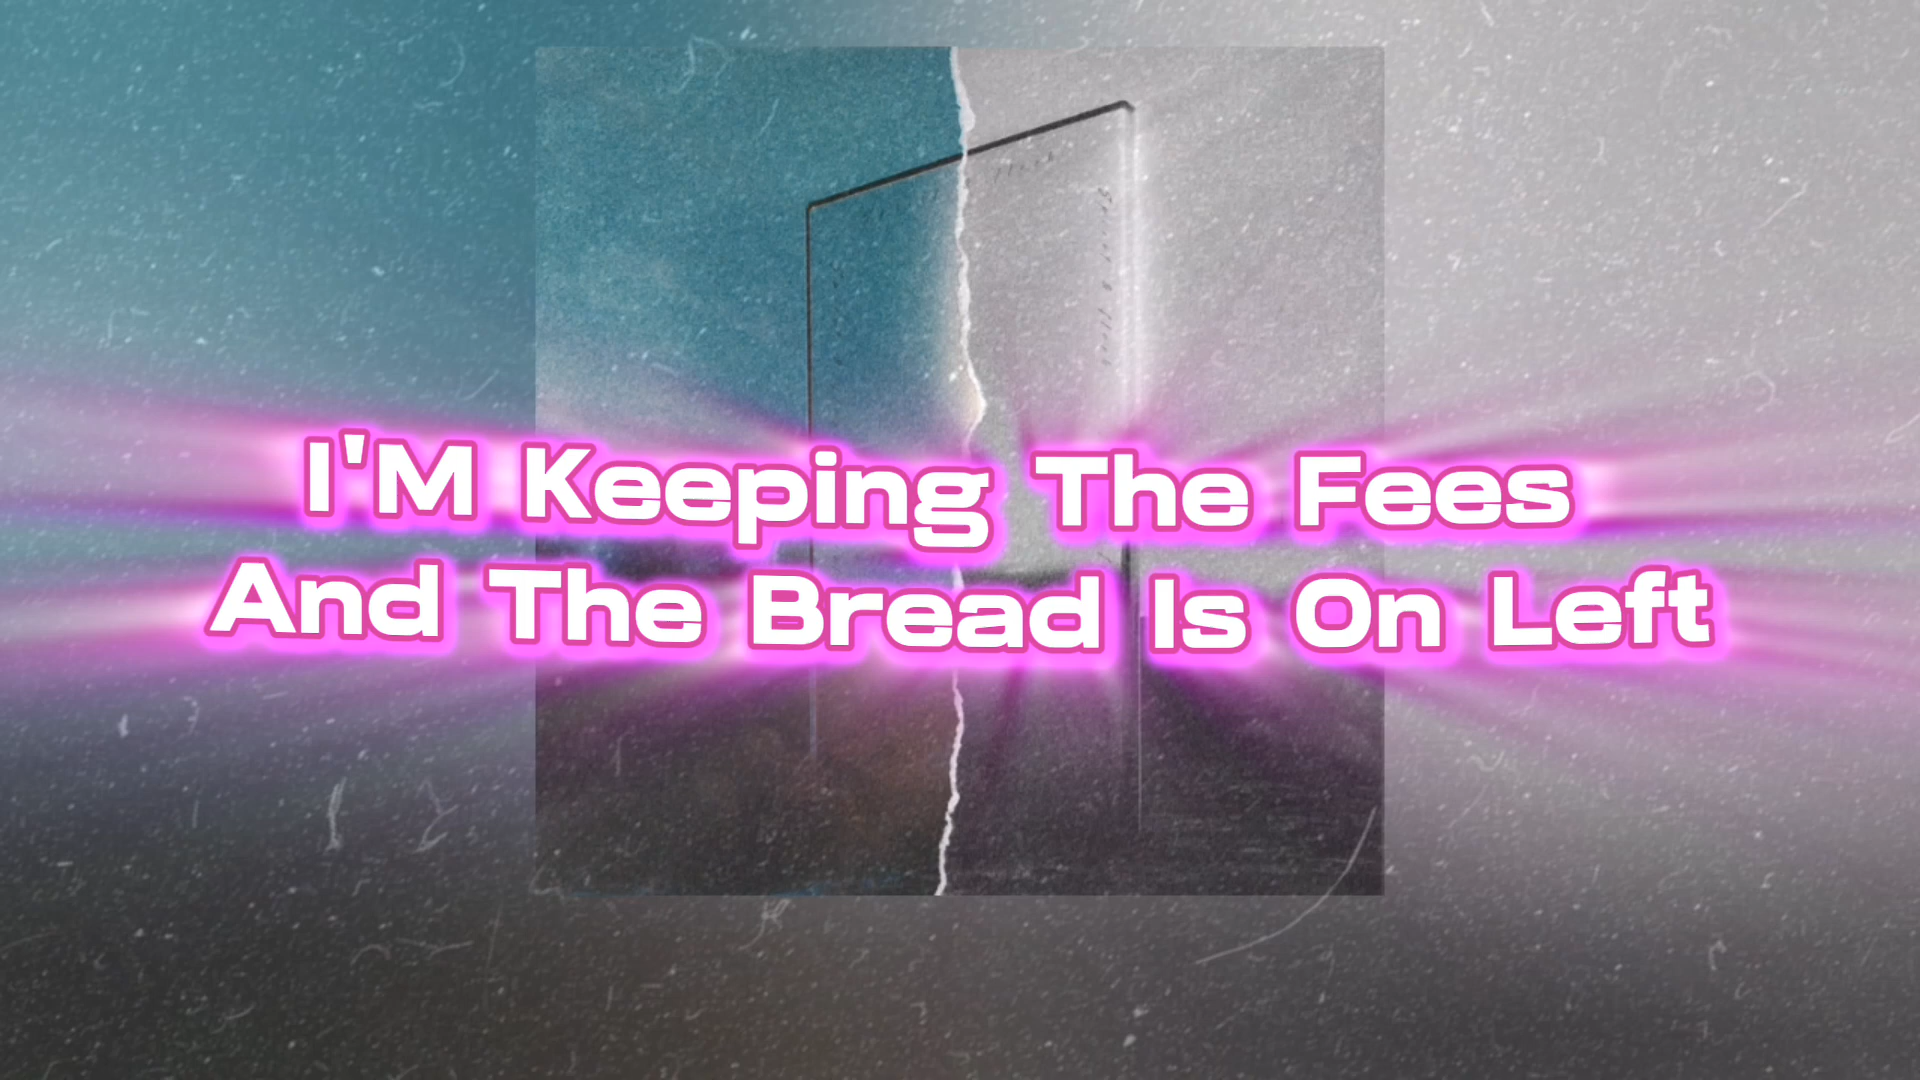 I'M Keeping The Fees
And The Bread Is On Left